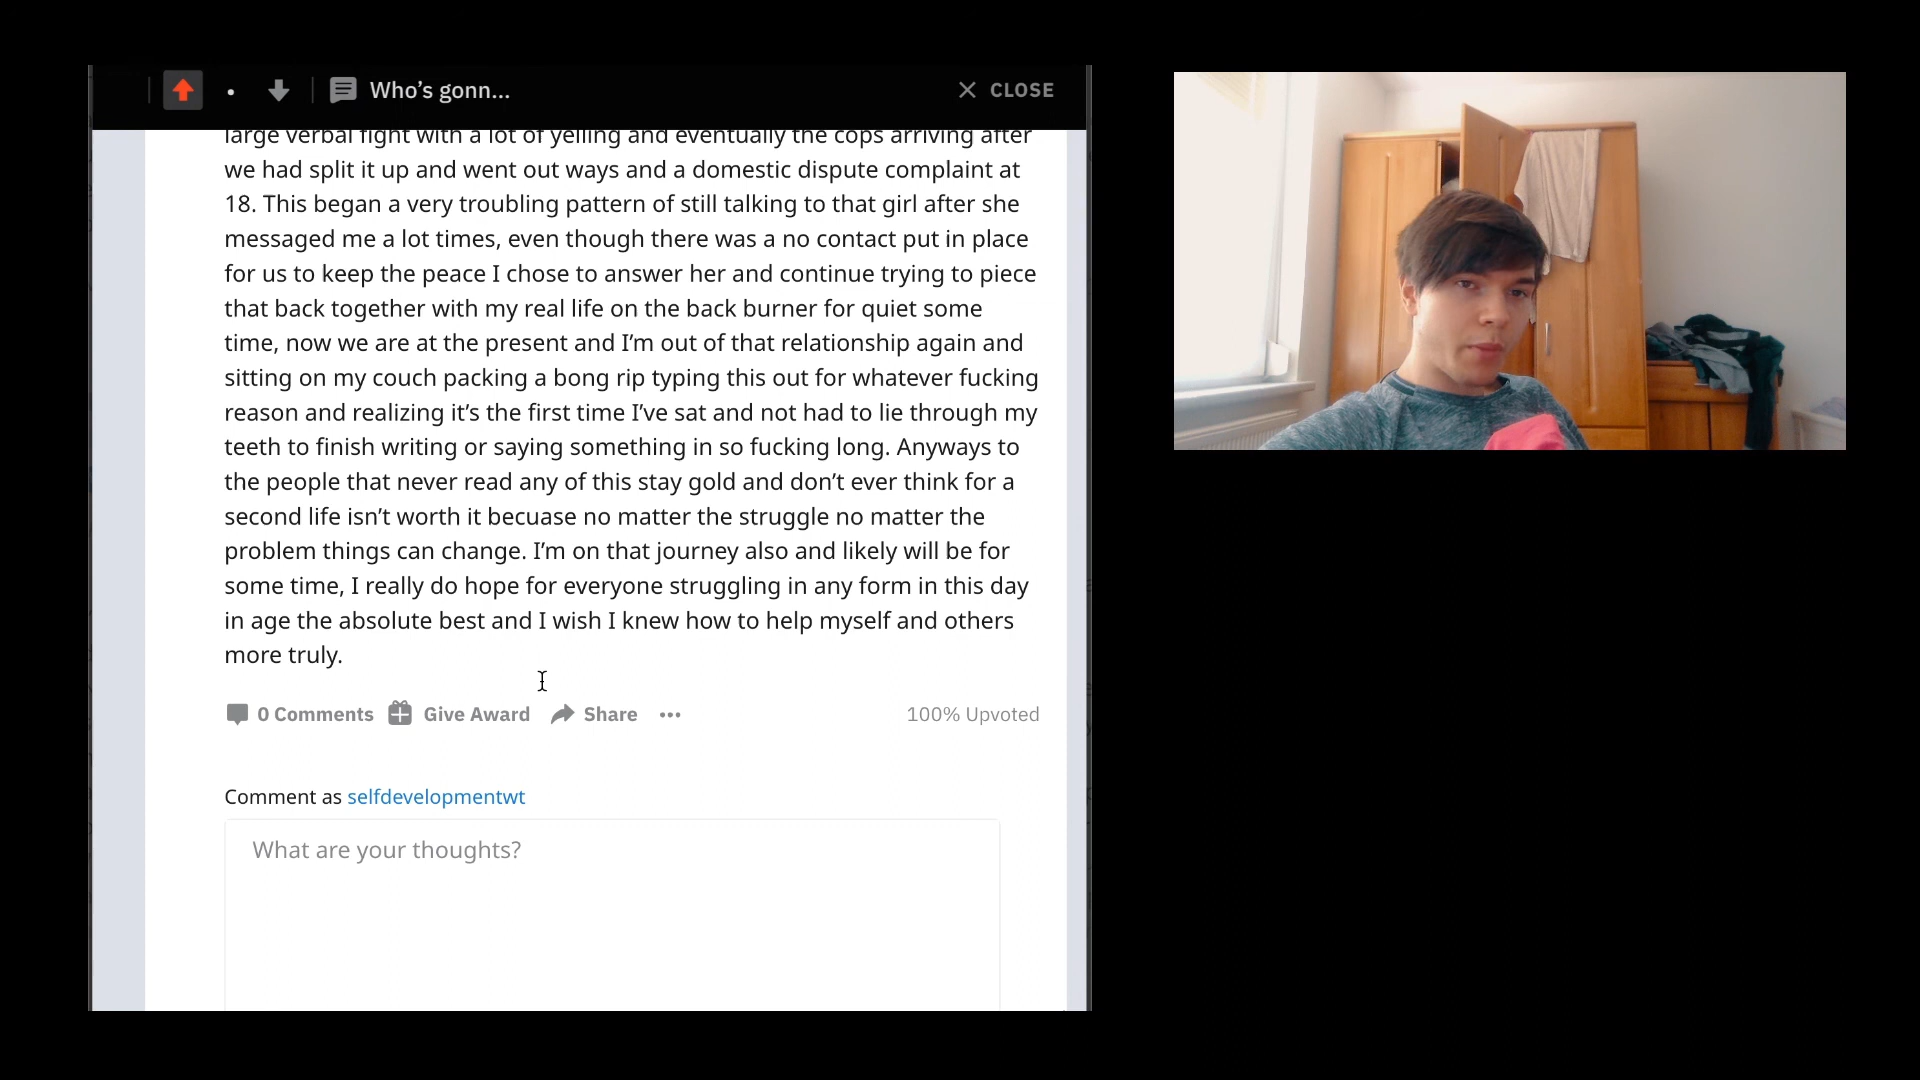 Who’s gonn...
CLOSE
large verbal fight with a lot of yelling and eventually the cops arriving after
we had split it up and went out ways and a domestic dispute complaint at
18. This began a very troubling pattern of still talking to that girl after she
messaged me a lot times, even though there was a no contact put in place
for us to keep the peace I chose to answer her and continue trying to piece
that back together with my real life on the back burner for quiet some
time, now we are at the present and I’m out of that relationship again and
sitting on my couch packing a bong rip typing this out for whatever fucking
reason and realizing it’s the first time I’ve sat and not had to lie through my
teeth to finish writing or saying something in so fucking long. Anyways to
the people that never read any of this stay gold and don’t ever think for a
second life isn’t worth it becuase no matter the struggle no matter the
problem things can change. I’m on that journey also and likely will be for
some time, I really do hope for everyone struggling in any form in this day
in age the absolute best and I wish I knew how to help myself and others
more truly.
0 Comments Give Award Share ••• 100% Upvoted
Comment as selfdevelopmentwt
What are your thoughts?